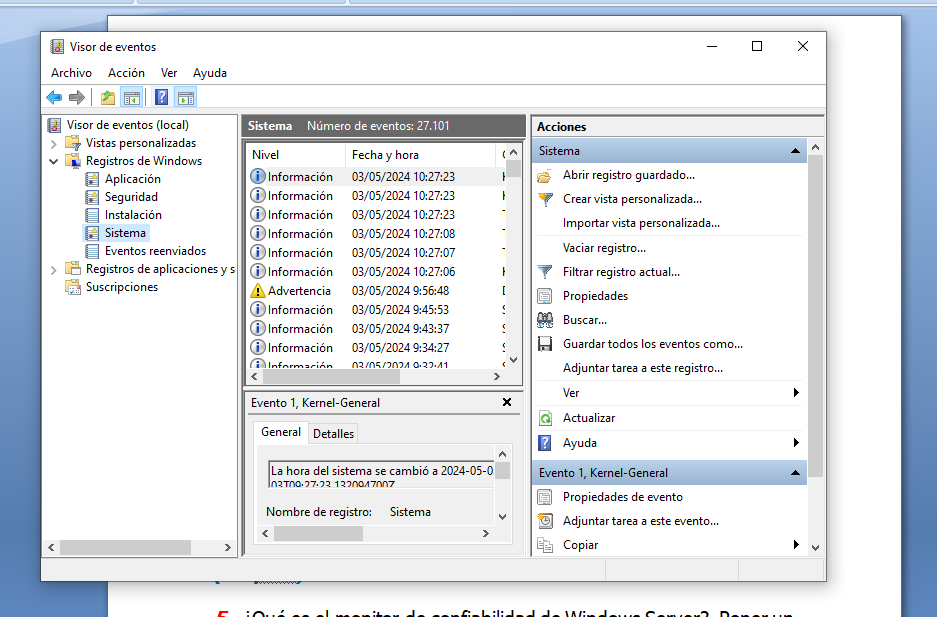 Visor de eventos
Archivo Acción Ver Ayuda
Visor de eventos (local)
Vistas personalizadas
Registros de Windows
Aplicación
Seguridad
Instalación
Sistema
Eventos reenviados
Registros de aplicaciones y s
Suscripciones
Sistema Número de eventos: 27.101
Nivel Fecha y hora
Información 03/05/2024 10:27:23
Información 03/05/2024 10:27:23
Información 03/05/2024 10:27:23
Información 03/05/2024 10:27:08
Información 03/05/2024 10:27:07
Información 03/05/2024 10:27:06
Advertencia 03/05/2024 9:56:48
Información 03/05/2024 9:45:53
Información 03/05/2024 9:43:37
Información 03/05/2024 9:34:27
Información 03/05/2024 9:32:41
Evento 1, Kernel-General
General Detalles
La hora del sistema se cambió a 2024-05-0
03T09:27:23.132094700Z
Nombre de registro: Sistema
Acciones
Sistema
Abrir registro guardado...
Crear vista personalizada...
Importar vista personalizada...
Vaciar registro...
Filtrar registro actual...
Propiedades
Buscar...
Guardar todos los eventos como...
Adjuntar tarea a este registro...
Ver
Actualizar
Ayuda
Evento 1, Kernel-General
Propiedades de evento
Adjuntar tarea a este evento...
Copiar
5. ¿Qué es el monitor de confiabilidad de Windows Server? Poner un